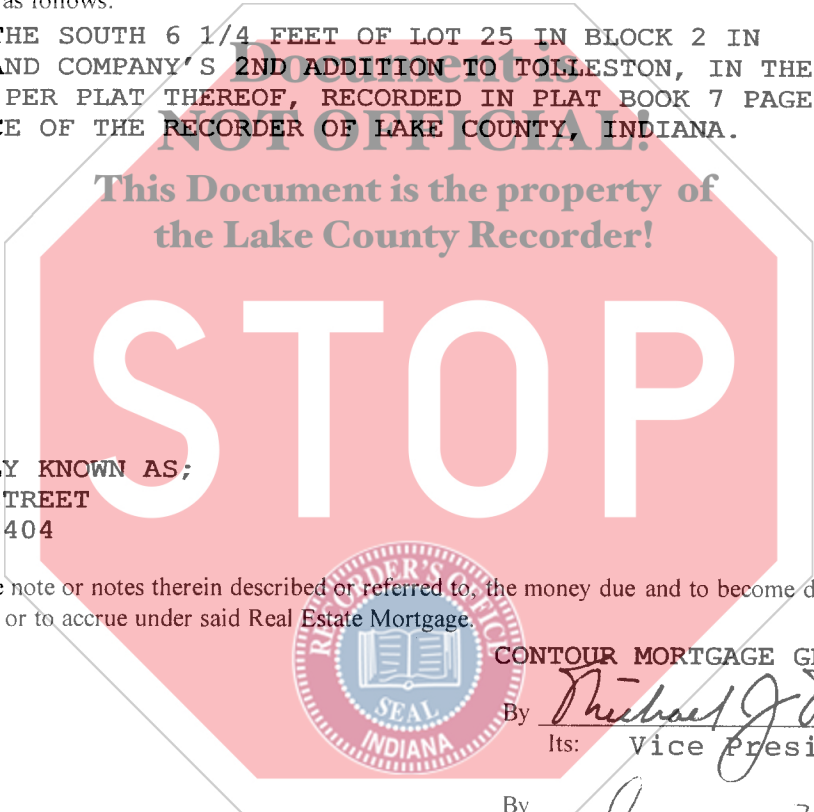 as follows:
THE SOUTH 6 1/4 FEET OF LOT 25 IN BLOCK 2 IN
AND COMPANY'S 2ND ADDITION TO TOLLESTON, IN THE
PER PLAT THEREOF, RECORDED IN PLAT BOOK 7 PAGE
CE OF THE RECORDER OF LAKE COUNTY, INDIANA.
Document is
NOT OFFICIAL!
This Document is the property of
the Lake County Recorder!
STOP
LY KNOWN AS;
TREET
404
e note or notes therein described or referred to, the money due and to become d
or to accrue under said Real Estate Mortgage.
RECORDER'S OFFICE
SEAL
INDIANA
CONTOUR MORTGAGE G
By Michael J
Its: Vice Presi
By